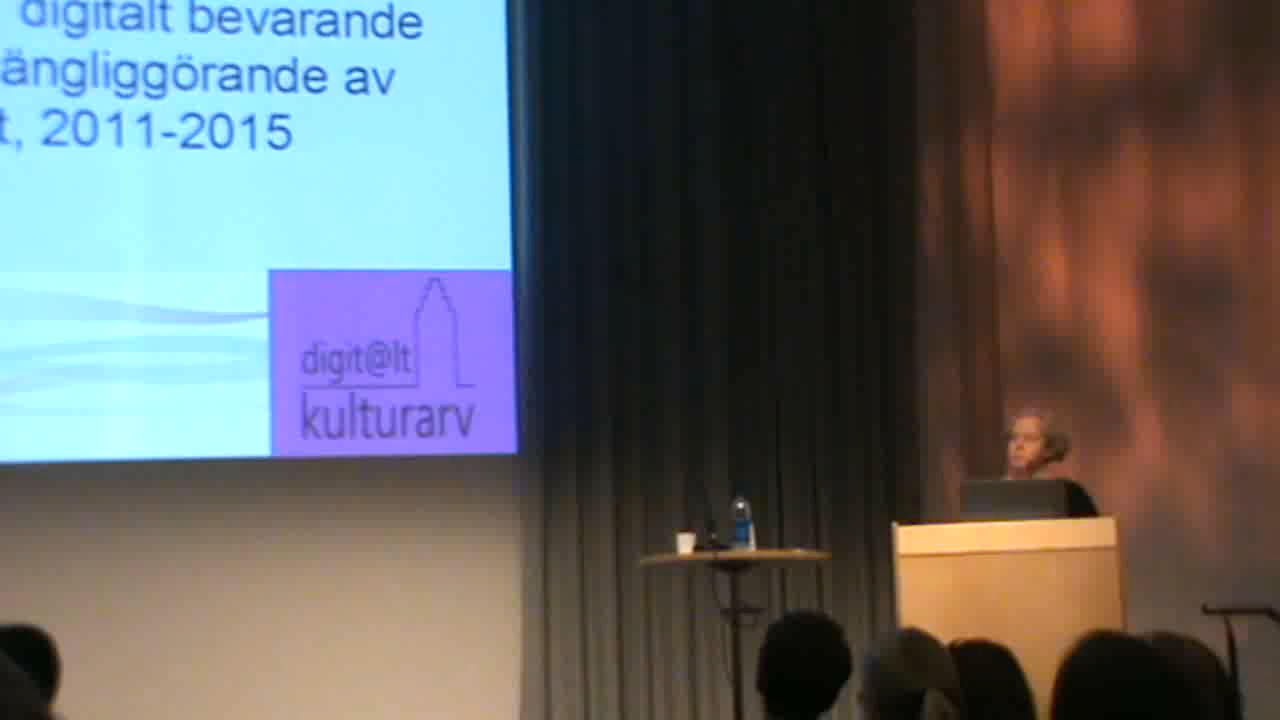 digitalt bevarande
ängliggörande av
t, 2011-2015
digit@lt
kulturarv